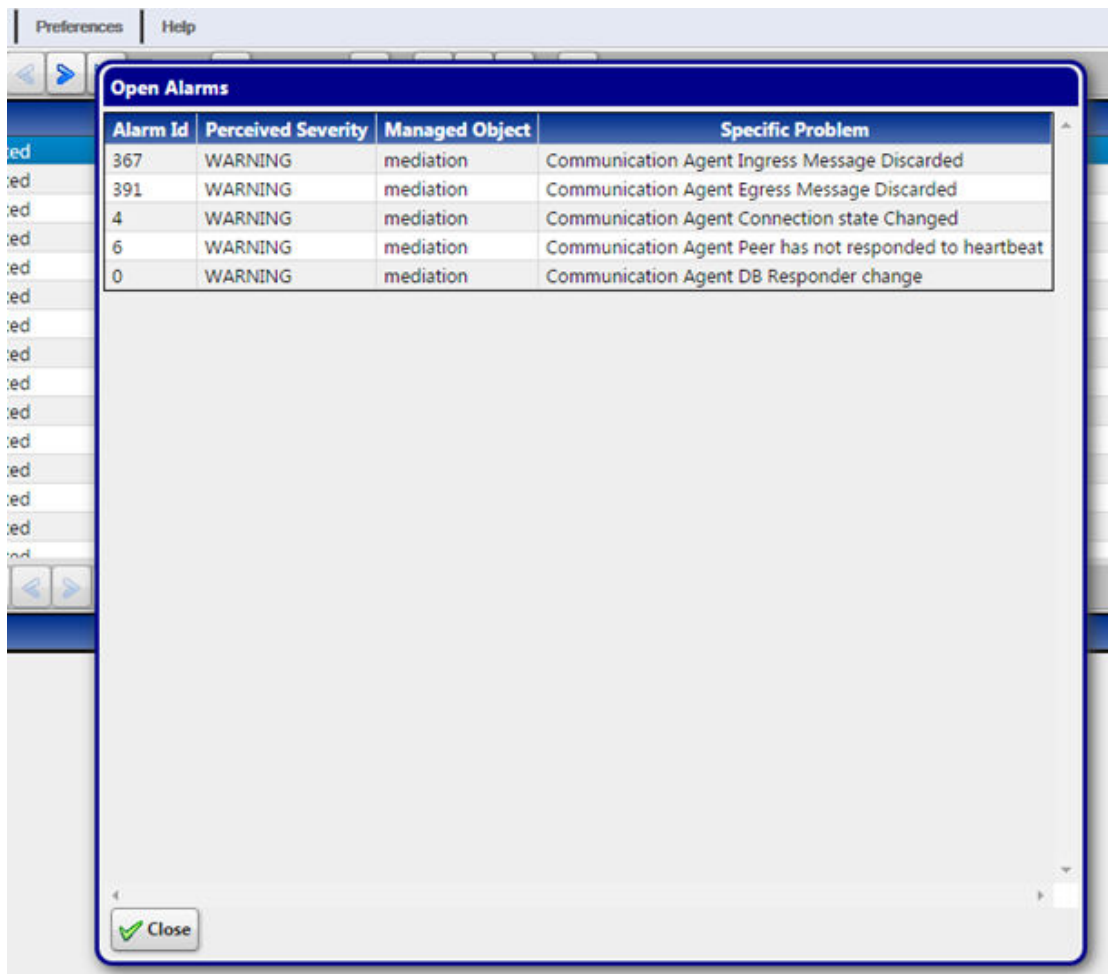 Preferences Help
Open Alarms
Alarm Id Perceived Severity Managed Object Specific Problem
367 WARNING mediation Communication Agent Ingress Message Discarded
391 WARNING mediation Communication Agent Egress Message Discarded
4 WARNING mediation Communication Agent Connection state Changed
6 WARNING mediation Communication Agent Peer has not responded to heartbeat
0 WARNING mediation Communication Agent DB Responder change
Close